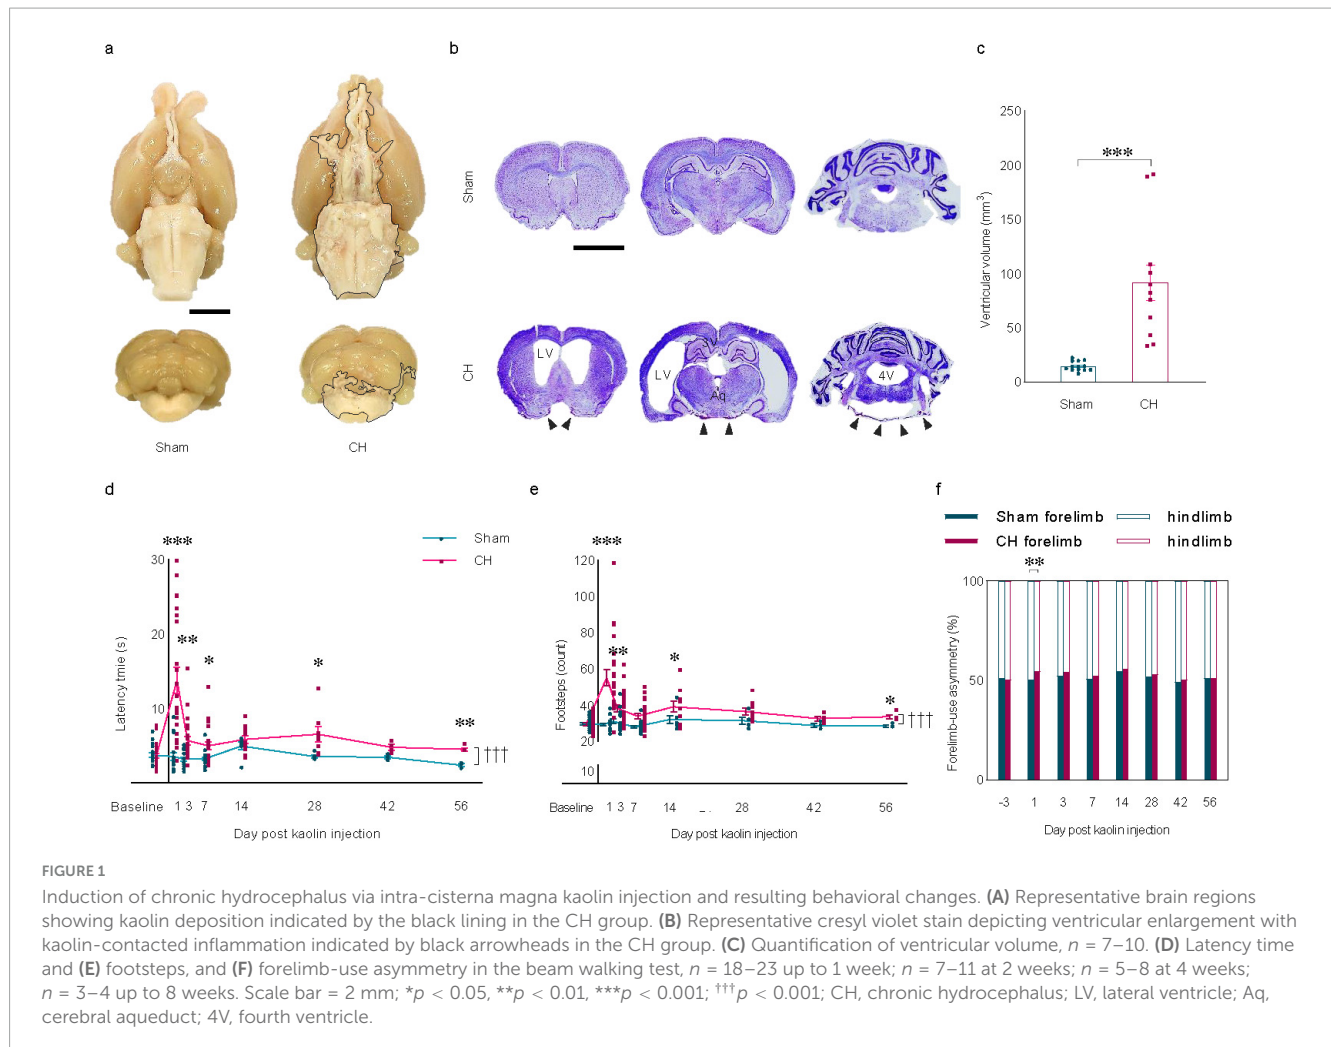 a
b
c
Sham
CH
Sham
CH
LV
LV
Aq
4V
Ventricular volume (mm³)
250
200
150
100
50
0
***
Sham
CH
d
Sham
CH
Latency tmie (s)
30
20
10
***
**
*
*
**
†††
Baseline
1
3
7
14
28
42
56
Day post kaolin injection
e
Footsteps (count)
120
100
80
60
40
20
10
***
**
*
*
†††
Baseline
1
3
7
14
28
42
56
Day post kaolin injection
f
Sham forelimb
hindlimb
CH forelimb
hindlimb
**
Forelimb-use asymmetry (%)
100
50
0
-3
1
3
7
14
28
42
56
Day post kaolin injection
FIGURE 1
Induction of chronic hydrocephalus via intra-cisterna magna kaolin injection and resulting behavioral changes. (A) Representative brain regions
showing kaolin deposition indicated by the black lining in the CH group. (B) Representative cresyl violet stain depicting ventricular enlargement with
kaolin-contacted inflammation indicated by black arrowheads in the CH group. (C) Quantification of ventricular volume, n = 7–10. (D) Latency time
and (E) footsteps, and (F) forelimb-use asymmetry in the beam walking test, n = 18–23 up to 1 week; n = 7–11 at 2 weeks; n = 5–8 at 4 weeks;
n = 3–4 up to 8 weeks. Scale bar = 2 mm; *p < 0.05, **p < 0.01, ***p < 0.001; †††p < 0.001; CH, chronic hydrocephalus; LV, lateral ventricle; Aq,
cerebral aqueduct; 4V, fourth ventricle.